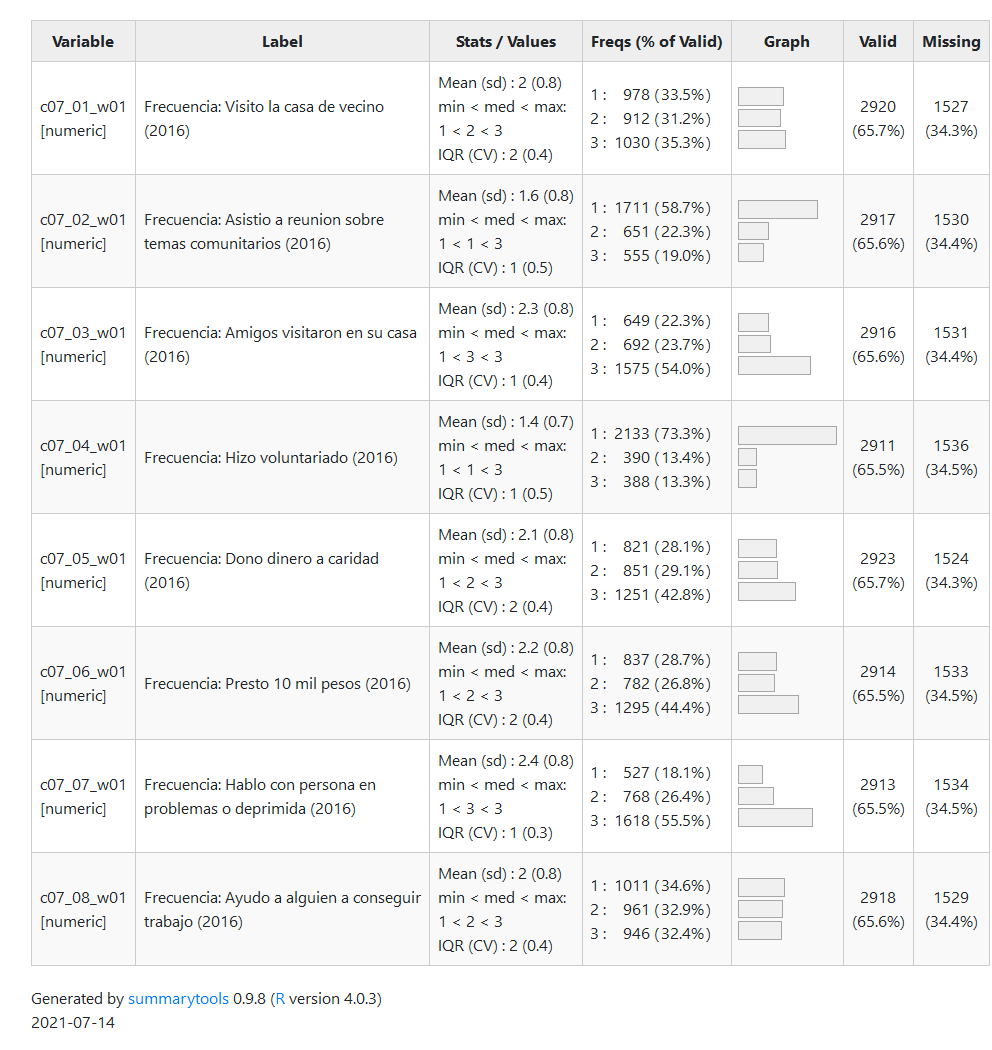 Variable Label Stats / Values Freqs (% of Valid) Graph Valid Missing
c07_01_w01
[numeric]
Frecuencia: Visito la casa de vecino
(2016)
Mean (sd) : 2 (0.8)
min < med < max:
1 < 2 < 3
IQR (CV) : 2 (0.4)
1 : 978 (33.5%)
2 : 912 (31.2%)
3 : 1030 (35.3%)
2920
(65.7%)
1527
(34.3%)
c07_02_w01
[numeric]
Frecuencia: Asistio a reunion sobre
temas comunitarios (2016)
Mean (sd) : 1.6 (0.8)
min < med < max:
1 < 1 < 3
IQR (CV) : 1 (0.5)
1 : 1711 (58.7%)
2 : 651 (22.3%)
3 : 555 (19.0%)
2917
(65.6%)
1530
(34.4%)
c07_03_w01
[numeric]
Frecuencia: Amigos visitaron en su casa
(2016)
Mean (sd) : 2.3 (0.8)
min < med < max:
1 < 3 < 3
IQR (CV) : 1 (0.4)
1 : 649 (22.3%)
2 : 692 (23.7%)
3 : 1575 (54.0%)
2916
(65.6%)
1531
(34.4%)
c07_04_w01
[numeric]
Frecuencia: Hizo voluntariado (2016)
Mean (sd) : 1.4 (0.7)
min < med < max:
1 < 1 < 3
IQR (CV) : 1 (0.5)
1 : 2133 (73.3%)
2 : 390 (13.4%)
3 : 388 (13.3%)
2911
(65.5%)
1536
(34.5%)
c07_05_w01
[numeric]
Frecuencia: Dono dinero a caridad
(2016)
Mean (sd) : 2.1 (0.8)
min < med < max:
1 < 2 < 3
IQR (CV) : 2 (0.4)
1 : 821 (28.1%)
2 : 851 (29.1%)
3 : 1251 (42.8%)
2923
(65.7%)
1524
(34.3%)
c07_06_w01
[numeric]
Frecuencia: Presto 10 mil pesos (2016)
Mean (sd) : 2.2 (0.8)
min < med < max:
1 < 2 < 3
IQR (CV) : 2 (0.4)
1 : 837 (28.7%)
2 : 782 (26.8%)
3 : 1295 (44.4%)
2914
(65.5%)
1533
(34.5%)
c07_07_w01
[numeric]
Frecuencia: Hablo con persona en
problemas o deprimida (2016)
Mean (sd) : 2.4 (0.8)
min < med < max:
1 < 3 < 3
IQR (CV) : 1 (0.3)
1 : 527 (18.1%)
2 : 768 (26.4%)
3 : 1618 (55.5%)
2913
(65.5%)
1534
(34.5%)
c07_08_w01
[numeric]
Frecuencia: Ayudo a alguien a conseguir
trabajo (2016)
Mean (sd) : 2 (0.8)
min < med < max:
1 < 2 < 3
IQR (CV) : 2 (0.4)
1 : 1011 (34.6%)
2 : 961 (32.9%)
3 : 946 (32.4%)
2918
(65.6%)
1529
(34.4%)
Generated by summarytools 0.9.8 (R version 4.0.3)
2021-07-14